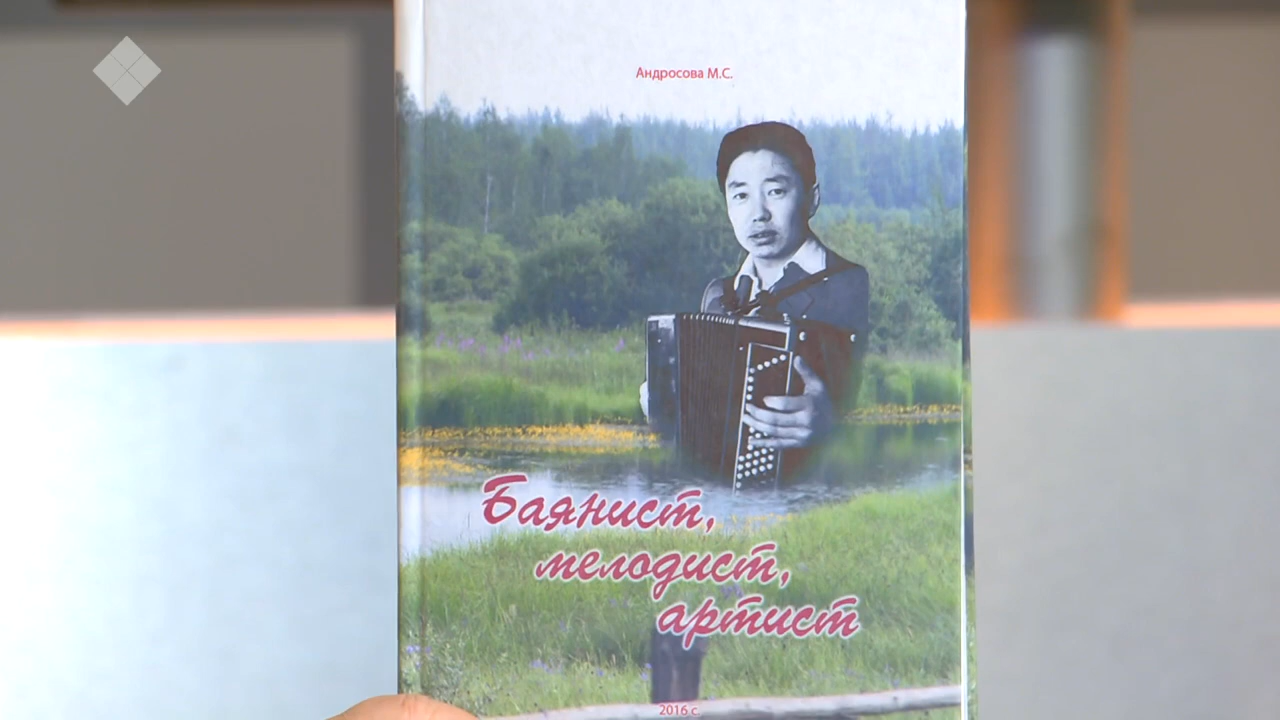 Андросова М.С.
Баянист,
мелодист,
артист
2016 г.